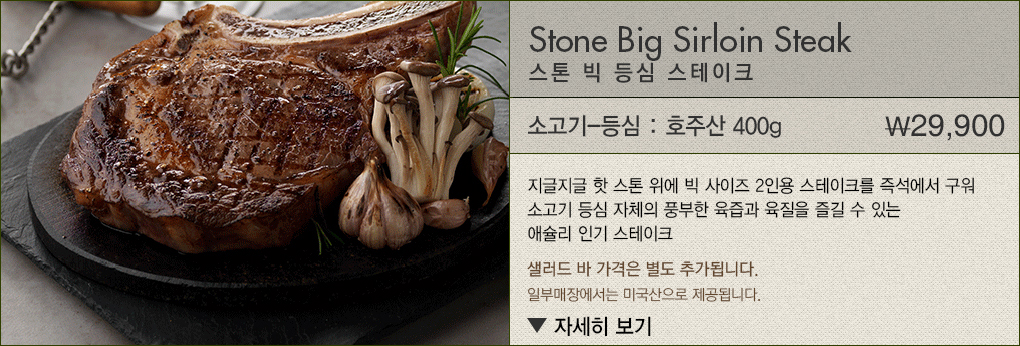 Stone Big Sirloin Steak
스톤 빅 등심 스테이크
소고기-등심 : 호주산 400g ₩29,900
지글지글 핫 스톤 위에 빅 사이즈 2인용 스테이크를 즉석에서 구워
소고기 등심 자체의 풍부한 육즙과 육질을 즐길 수 있는
애슐리 인기 스테이크
샐러드 바 가격은 별도 추가됩니다.
일부매장에서는 미국산으로 제공됩니다.
▼ 자세히 보기